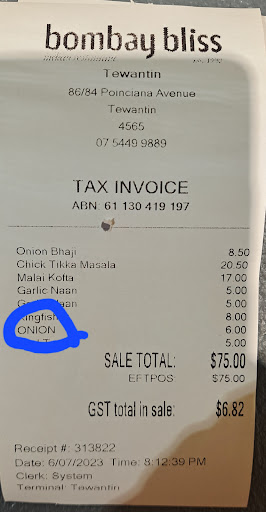 bombay bliss
Tewantin
86/84 Poinciana Avenue
Tewantin
4565
07 5449 9889
TAX INVOICE
ABN: 61 130 419 197
Onion Bhaji 8.50
Chick Tikka Masala 20.50
Malai Kofta 17.00
Garlic Naan 5.00
Naan 5.00
8.00
ONION 6.00
5.00
SALE TOTAL: $75.00
EFTPOS $75.00
GST total in sale: $6.82
Receipt #: 313822
Date: 6/07/2023 Time: 8:12:39 PM
Clerk: System
Terminal: Tewantin